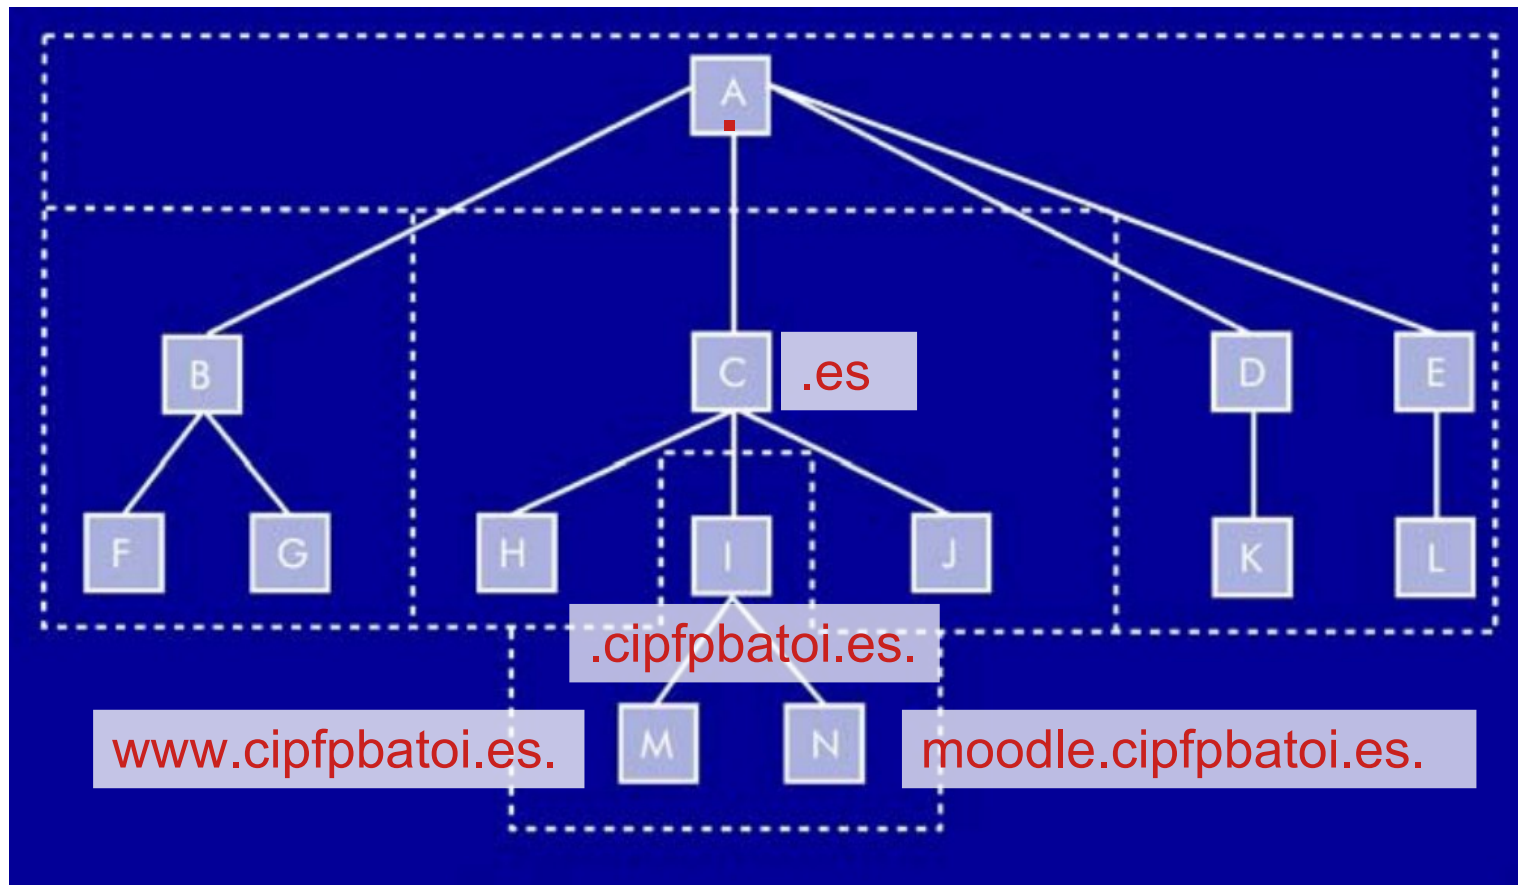 A
.
B
C
.es
D
E
F
G
H
I
J
K
L
.cipfpbatoi.es.
www.cipfpbatoi.es.
M
N
moodle.cipfpbatoi.es.